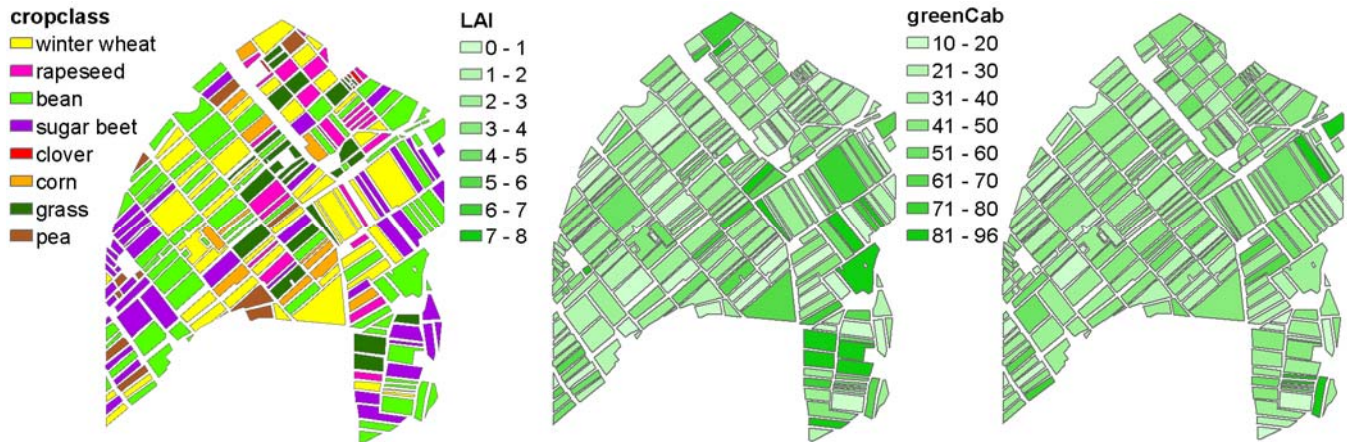 cropclass
winter wheat
rapeseed
bean
sugar beet
clover
corn
grass
pea
LAI
0 - 1
1 - 2
2 - 3
3 - 4
4 - 5
5 - 6
6 - 7
7 - 8
greenCab
10 - 20
21 - 30
31 - 40
41 - 50
51 - 60
61 - 70
71 - 80
81 - 96